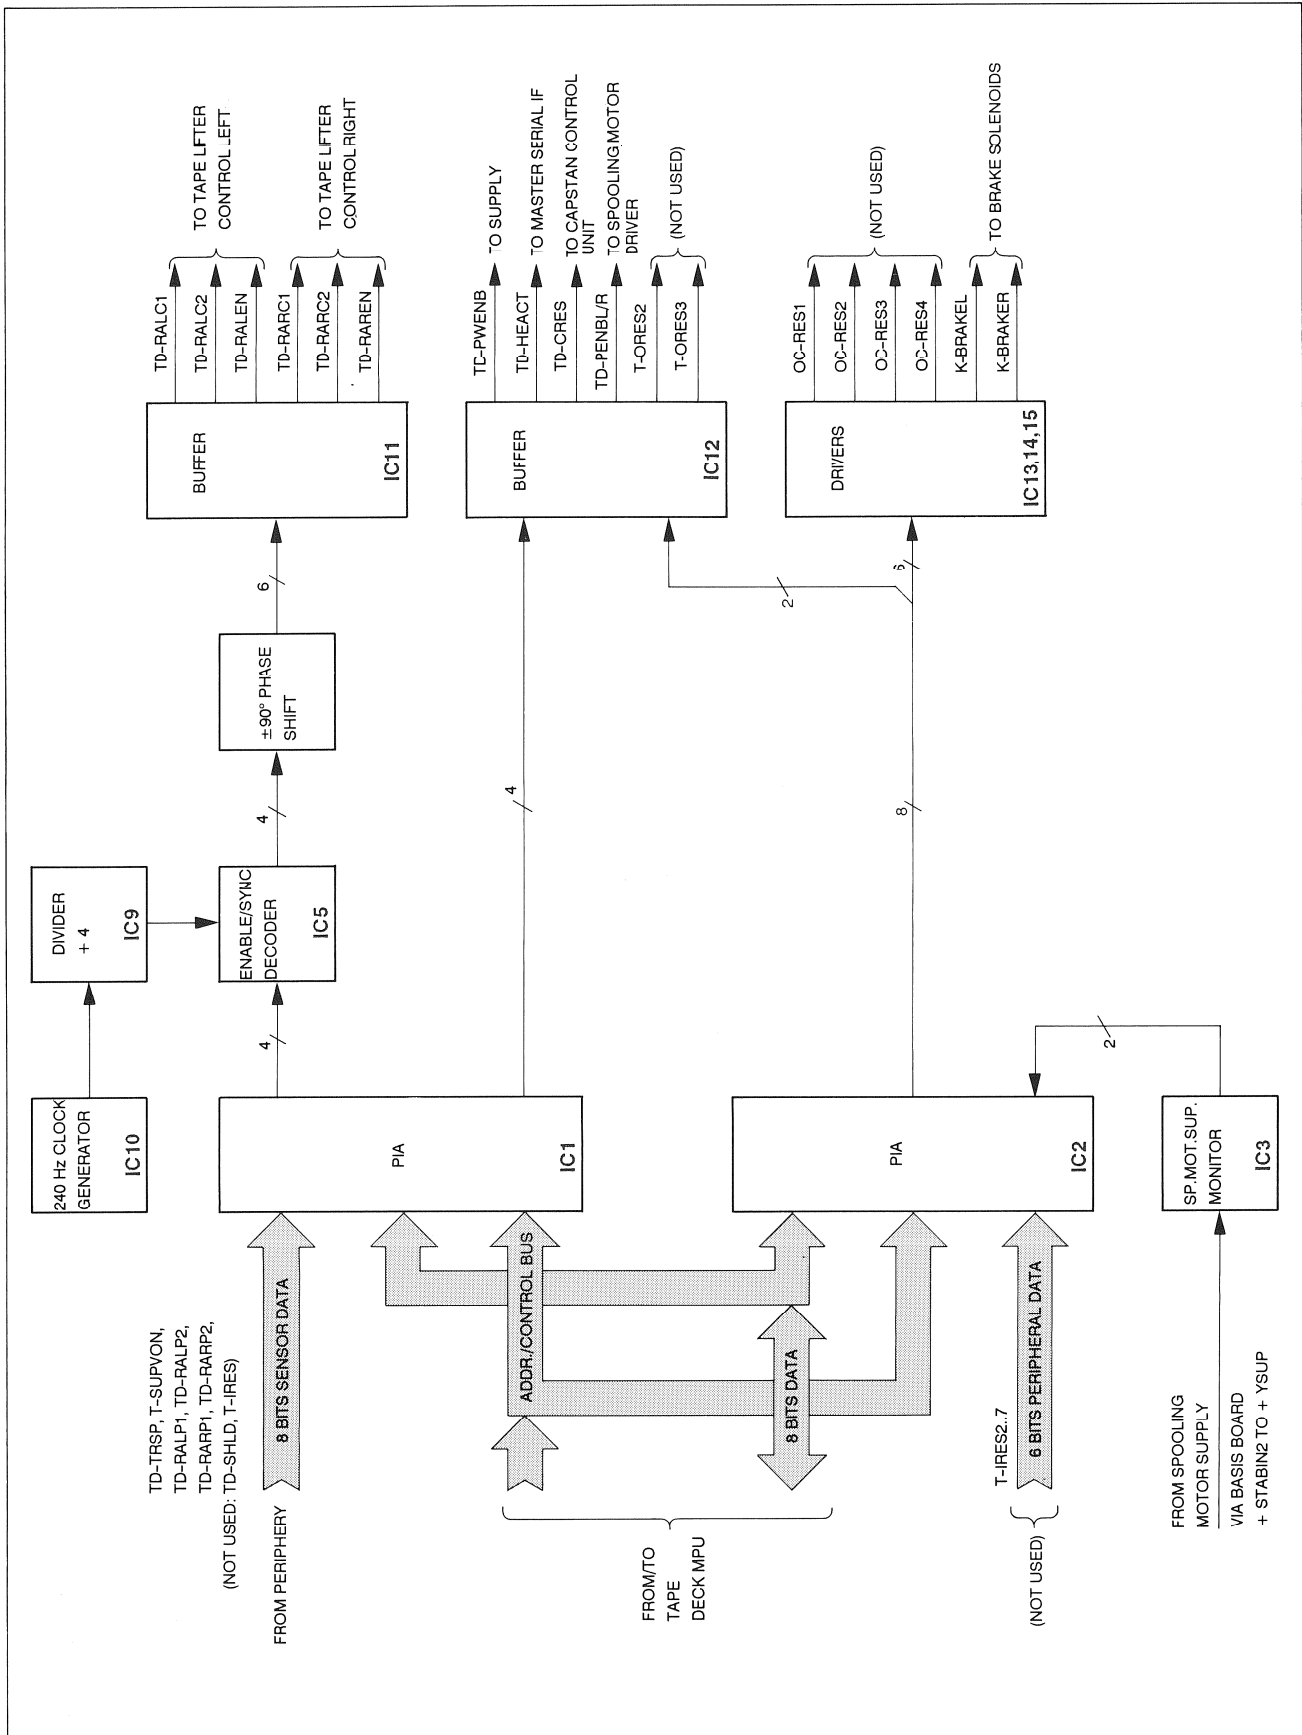 TD-TRSP, T-SUPVON,
TD-RALP1, TD-RALP2,
TD-RARP1, TD-RARP2,
(NOT USED: TD-SHLD, T-IRES)
FROM PERIPHERY
8 BITS SENSOR DATA
240 Hz CLOCK
GENERATOR
IC10
DIVIDER
+ 4
IC9
4
ENABLE/SYNC
DECODER
IC5
4
±90° PHASE
SHIFT
6
BUFFER
IC11
TD-RALC1
TD-RALC2
TD-RALEN
TD-RARC1
TD-RARC2
TD-RAREN
TO TAPE LIFTER
CONTROL LEFT
TO TAPE LIFTER
CONTROL RIGHT
PIA
IC1
FROM/TO
TAPE
DECK MPU
ADDR./CONTROL BUS
8 BITS DATA
4
BUFFER
IC12
TD-PWENB
TD-HEACT
TD-CRES
TD-PENBL/R
T-ORES2
T-ORES3
TO SUPPLY
TO MASTER SERIAL IF
TO CAPSTAN CONTROL
UNIT
TO SPOOLING MOTOR
DRIVER
(NOT USED)
2
T-IRES2..7
(NOT USED)
6 BITS PERIPHERAL DATA
PIA
IC2
8
6
DRIVERS
IC13,14,15
OC-RES1
OC-RES2
OC-RES3
OC-RES4
K-BRAKEL
K-BRAKER
(NOT USED)
TO BRAKE SOLENOIDS
FROM SPOOLING
MOTOR SUPPLY
VIA BASIS BOARD
+ STABIN2 TO + YSUP
SP.MOT.SUP.
MONITOR
IC3
2